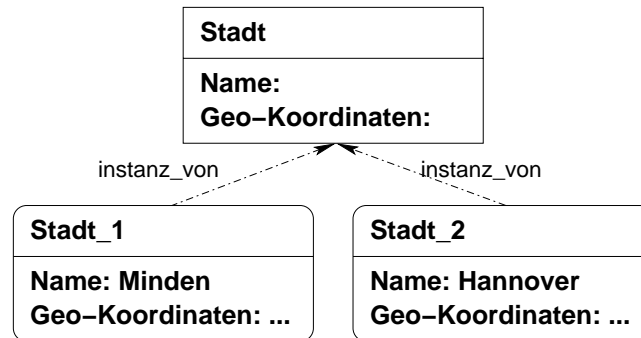 Stadt
Name:
Geo–Koordinaten:
instanz_von
instanz_von
Stadt_1
Name: Minden
Geo–Koordinaten: ...
Stadt_2
Name: Hannover
Geo–Koordinaten: ...